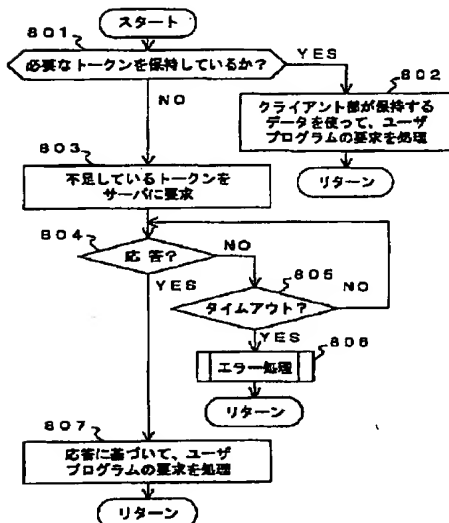 スタート
801
必要なトークンを保持しているか?
YES
802
NO
クライアント部が保持する
データを使って、ユーザ
プログラムの要求を処理
リターン
803
不足しているトークンを
サーバに要求
804
応答?
NO
YES
805
タイムアウト?
NO
YES
806
エラー処理
リターン
807
応答に基づいて、ユーザ
プログラムの要求を処理
リターン